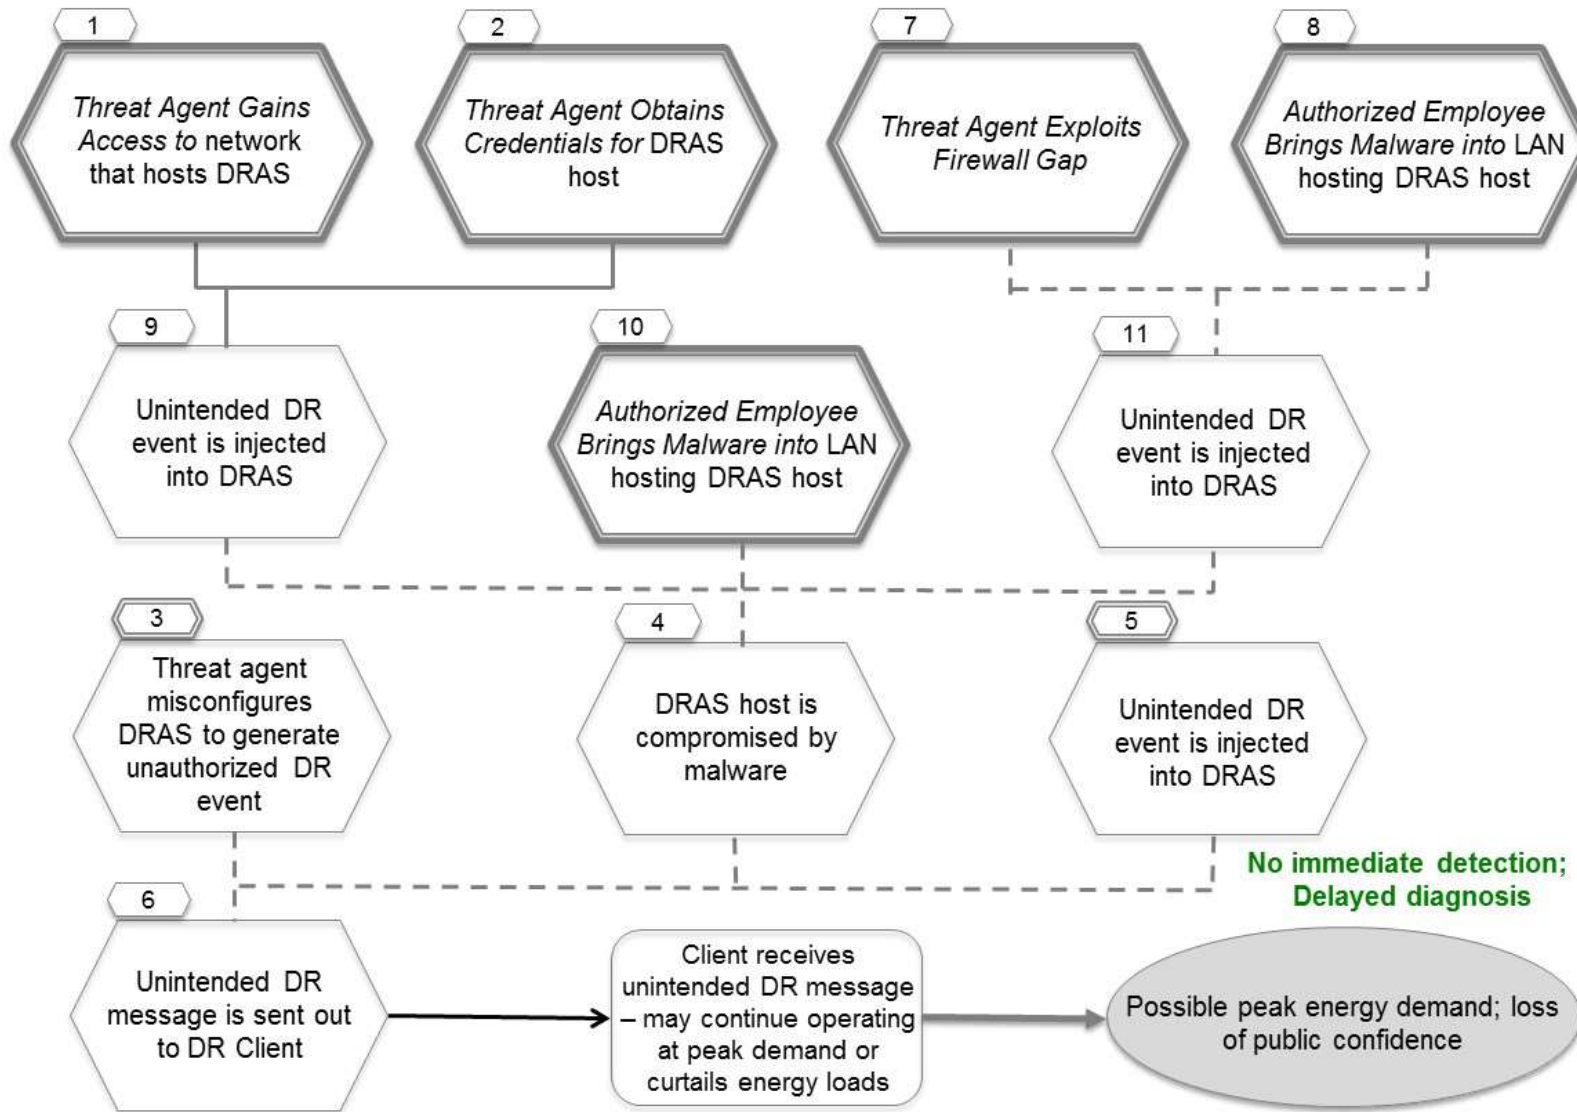 1
Threat Agent Gains
Access to network
that hosts DRAS
2
Threat Agent Obtains
Credentials for DRAS
host
7
Threat Agent Exploits
Firewall Gap
8
Authorized Employee
Brings Malware into LAN
hosting DRAS host
9
Unintended DR
event is injected
into DRAS
10
Authorized Employee
Brings Malware into LAN
hosting DRAS host
11
Unintended DR
event is injected
into DRAS
3
Threat agent
misconfigures
DRAS to generate
unauthorized DR
event
4
DRAS host is
compromised by
malware
5
Unintended DR
event is injected
into DRAS
No immediate detection;
Delayed diagnosis
6
Unintended DR
message is sent out
to DR Client
Client receives
unintended DR message
– may continue operating
at peak demand or
curtails energy loads
Possible peak energy demand; loss
of public confidence